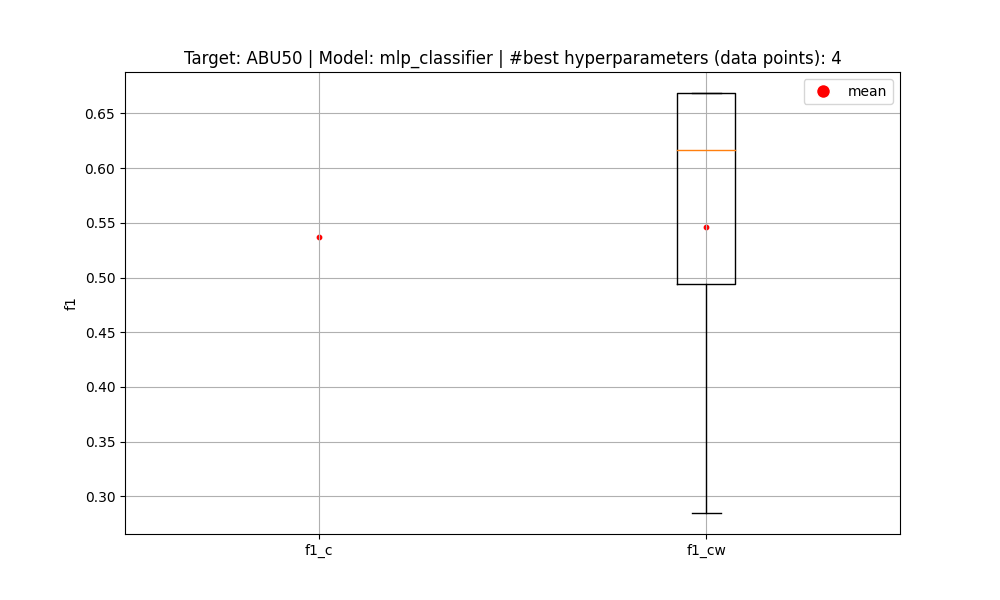 Target: ABU50 | Model: mlp_classifier | #best hyperparameters (data points): 4
mean
0.65
0.60
0.55
0.50
0.45
0.40
0.35
0.30
f1
f1_c
f1_cw